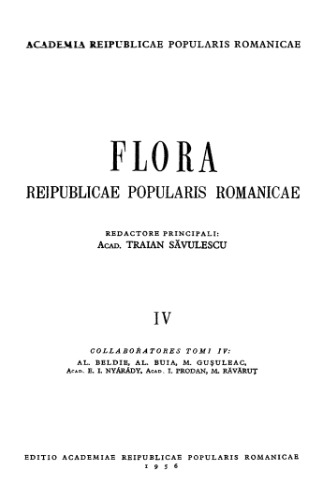 ACADEMIA REIPUBLICAE POPULARIS ROMANICAE
FLORA
REIPUBLICAE POPULARIS ROMANICAE
REDACTORE PRINCIPALI:
ACAD. TRAIAN SĂVULESCU
IV
COLLABORATORES TOMI IV:
AL. BELDIE, AL. BUIA, M. GUŞULEAC,
ACAD. E. I. NYÁRÁDY, ACAD. I. PRODAN, M. RĂVĂRUŢ
EDITIO ACADEMIAE REIPUBLICAE POPULARIS ROMANICAE
1956